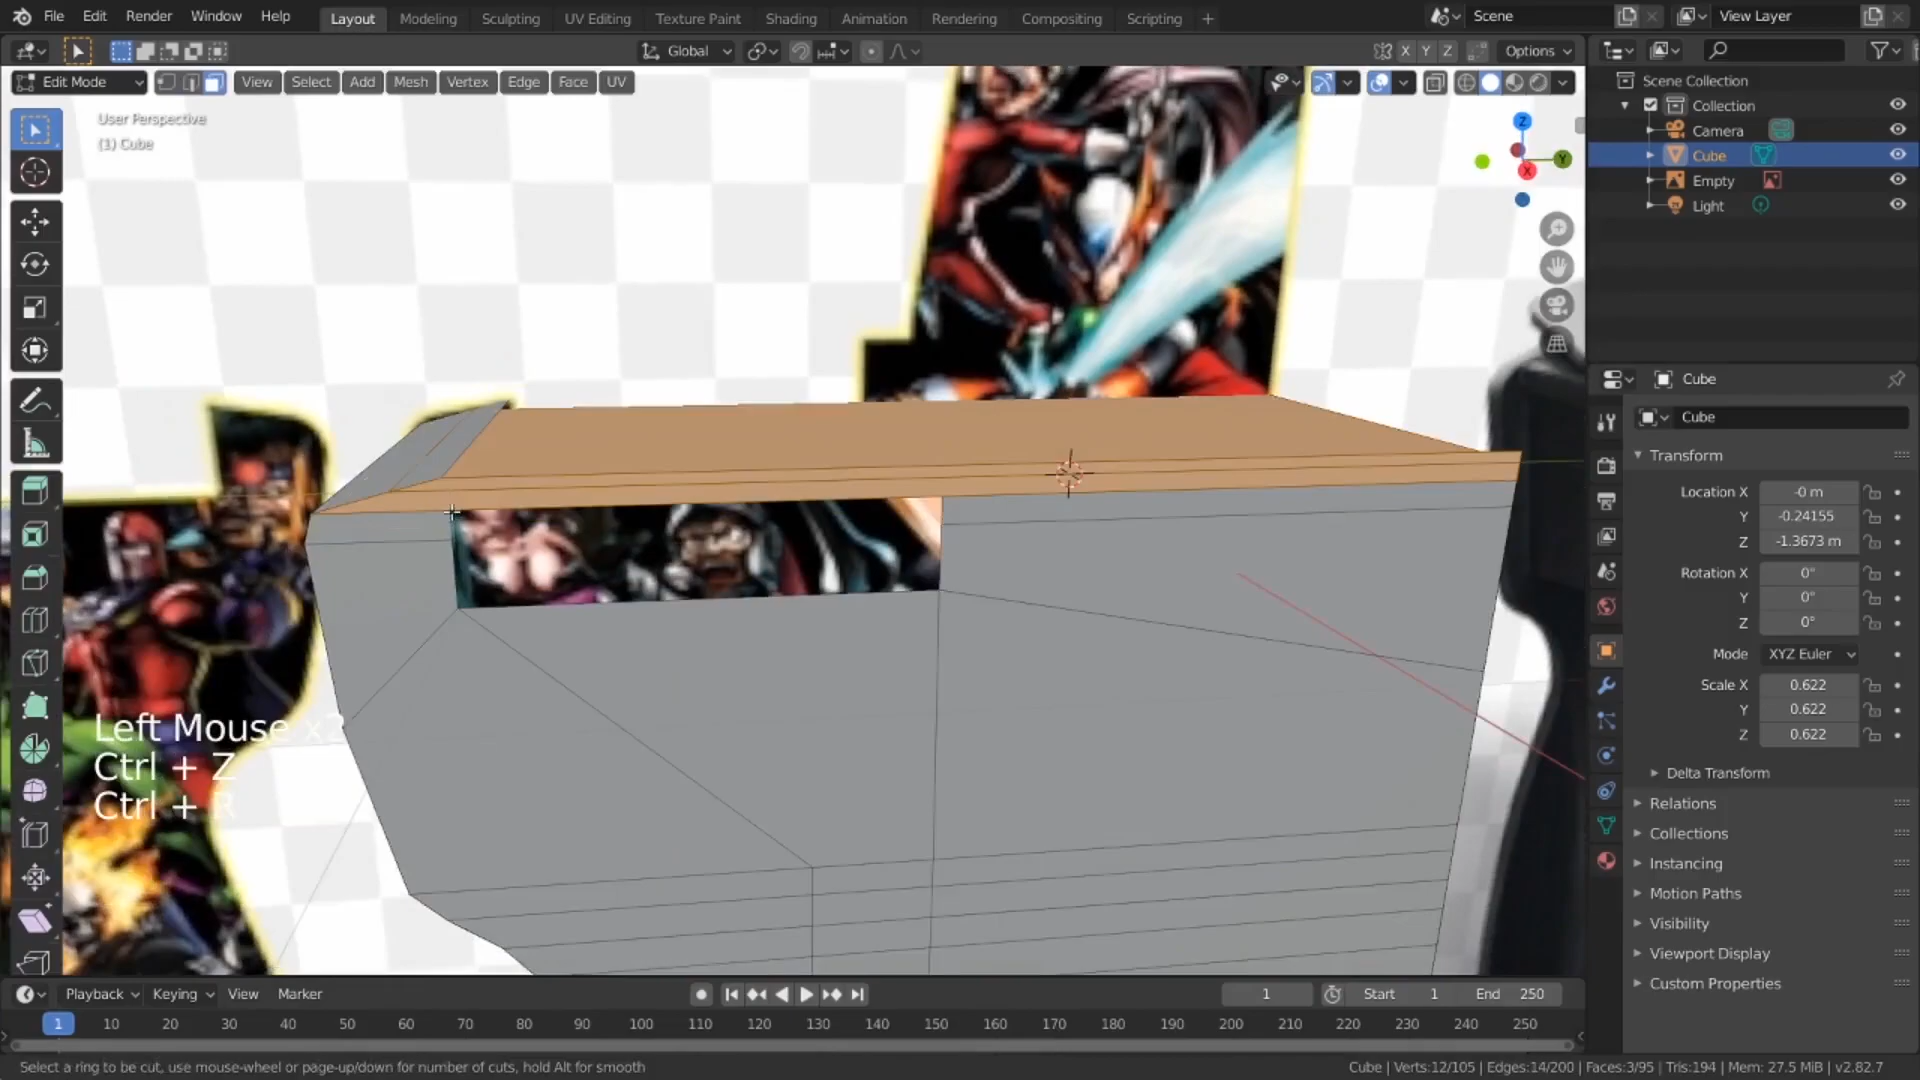 File Edit Render Window Help Layout Modeling Sculpting UV Editing Texture Paint Shading Animation Rendering Compositing Scripting + Scene View Layer
Global X Y Z Options
Edit Mode View Select Add Mesh Vertex Edge Face UV
User Perspective
(1) Cube
Z
Y
X
Scene Collection
Collection
Camera
Cube
Empty
Light
Cube
Cube
Transform
Location X -0 m
Y -0.24155
Z -1.3673 m
Rotation X 0°
Y 0°
Z 0°
Mode XYZ Euler
Scale X 0.622
Y 0.622
Z 0.622
Delta Transform
Relations
Collections
Instancing
Motion Paths
Visibility
Viewport Display
Custom Properties
Left Mouse x2
Ctrl + Z
Ctrl + R
Playback Keying View Marker 1 Start 1 End 250
1 10 20 30 40 50 60 70 80 90 100 110 120 130 140 150 160 170 180 190 200 210 220 230 240 250
Select a ring to be cut, use mouse-wheel or page-up/down for number of cuts, hold Alt for smooth
Cube | Verts:12/105 | Edges:14/200 | Faces:3/95 | Tris:194 | Mem: 27.5 MiB | v2.82.7